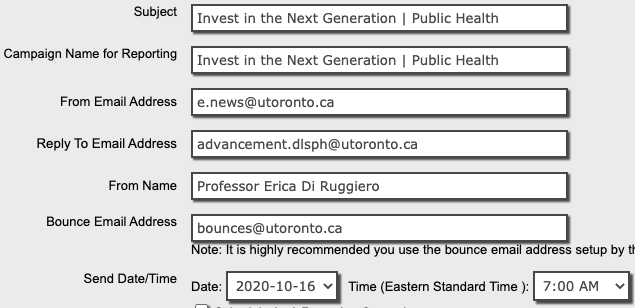 Subject Invest in the Next Generation | Public Health
Campaign Name for Reporting Invest in the Next Generation | Public Health
From Email Address e.news@utoronto.ca
Reply To Email Address advancement.dlsph@utoronto.ca
From Name Professor Erica Di Ruggiero
Bounce Email Address bounces@utoronto.ca
Note: It is highly recommended you use the bounce email address setup by
Send Date/Time Date: 2020-10-16 Time (Eastern Standard Time ): 7:00 AM